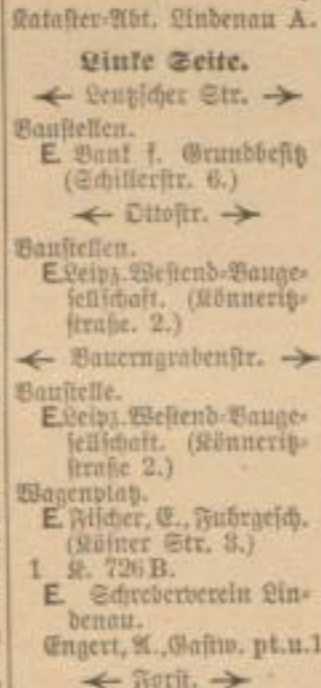 Kataster-Abt. Lindenau A.
Linke Seite.
← Leutzscher Str. →
Baustellen.
E. Bank f. Grundbesitz
(Schillerstr. 6.)
← Ottostr. →
Baustellen.
E. Leipz. Westend-Bauge-
sellschaft. (Könneritz-
straße. 2.)
← Bauerngrabenstr. →
Baustelle.
E. Leipz. Westend-Bauge-
sellschaft. (Könneritz-
straße 2.)
Wagenplatz.
E. Fischer, E., Fuhrgesch.
(Kölner Str. 3.)
1 K. 726 B.
E. Schreberverein Lin-
denau.
Engert, A., Gastw. pt.u.1
← Forst. →